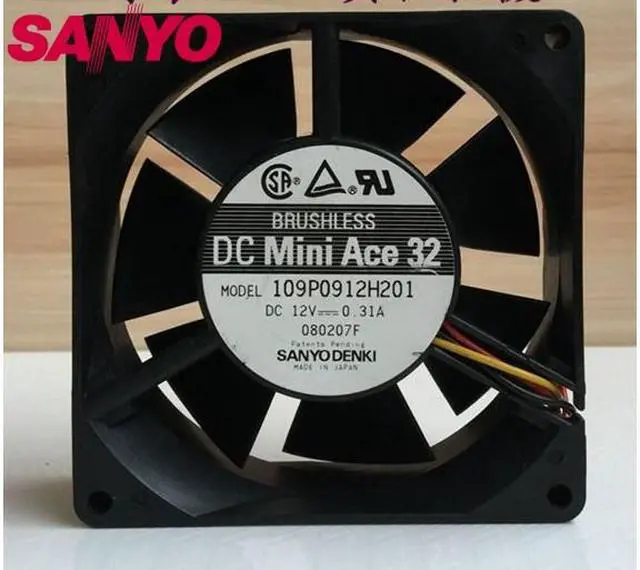 SANYO
BRUSHLESS
DC Mini Ace 32
MODEL 109P0912H201
DC 12V⎓0.31A
080207F
Patents Pending
SANYO DENKI
MADE IN JAPAN